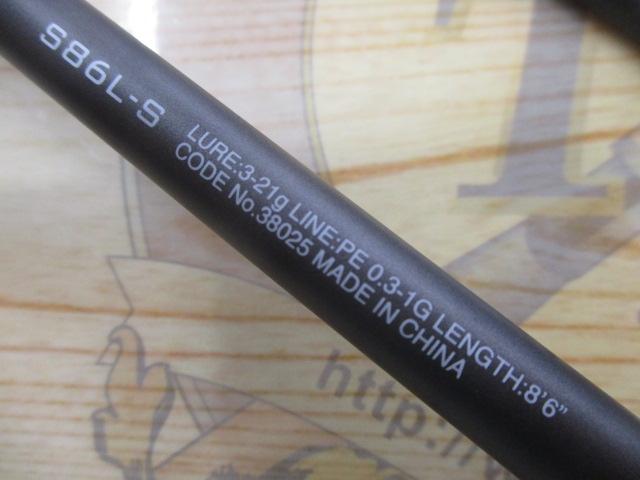 S86L-S
LURE:3-21g LINE:PE 0.3-1G LENGTH:8'6"
CODE No.38025 MADE IN CHINA
http://w